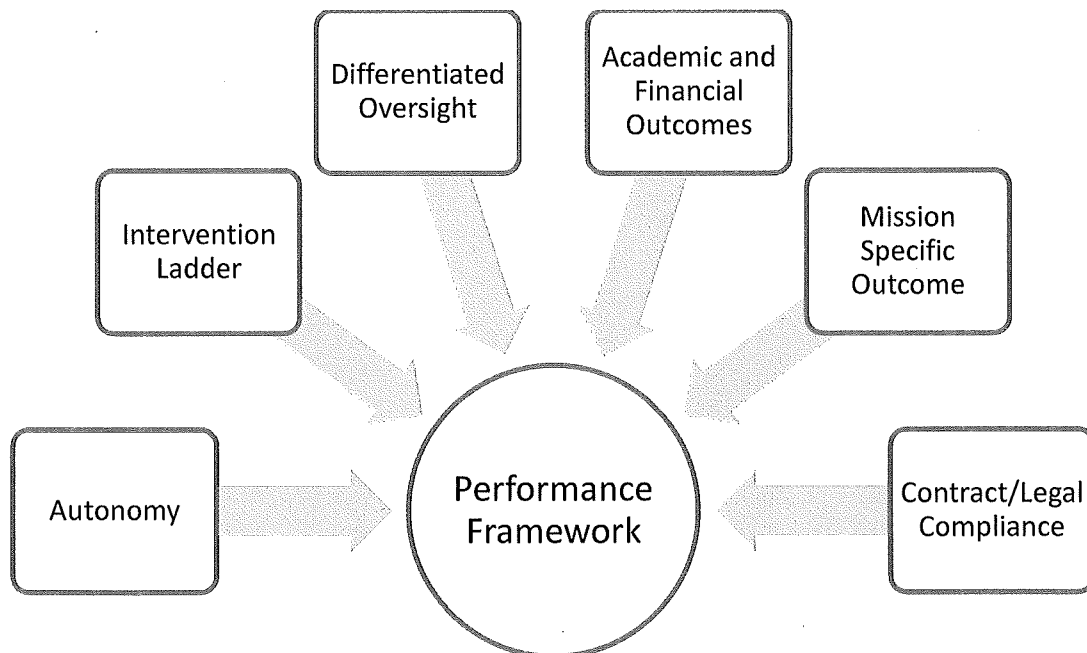 Differentiated
Oversight
Academic and
Financial
Outcomes
Intervention
Ladder
Mission
Specific
Outcome
Autonomy
Performance
Framework
Contract/Legal
Compliance